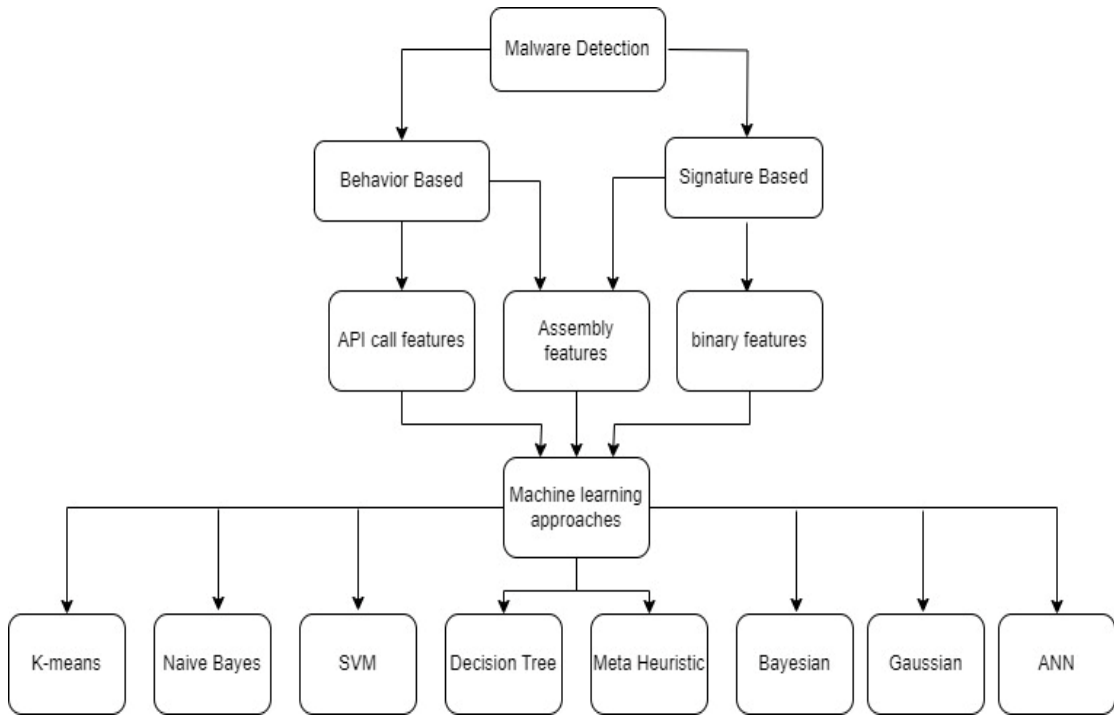 Malware Detection
Behavior Based
Signature Based
API call features
Assembly
features
binary features
Machine learning
approaches
K-means
Naive Bayes
SVM
Decision Tree
Meta Heuristic
Bayesian
Gaussian
ANN